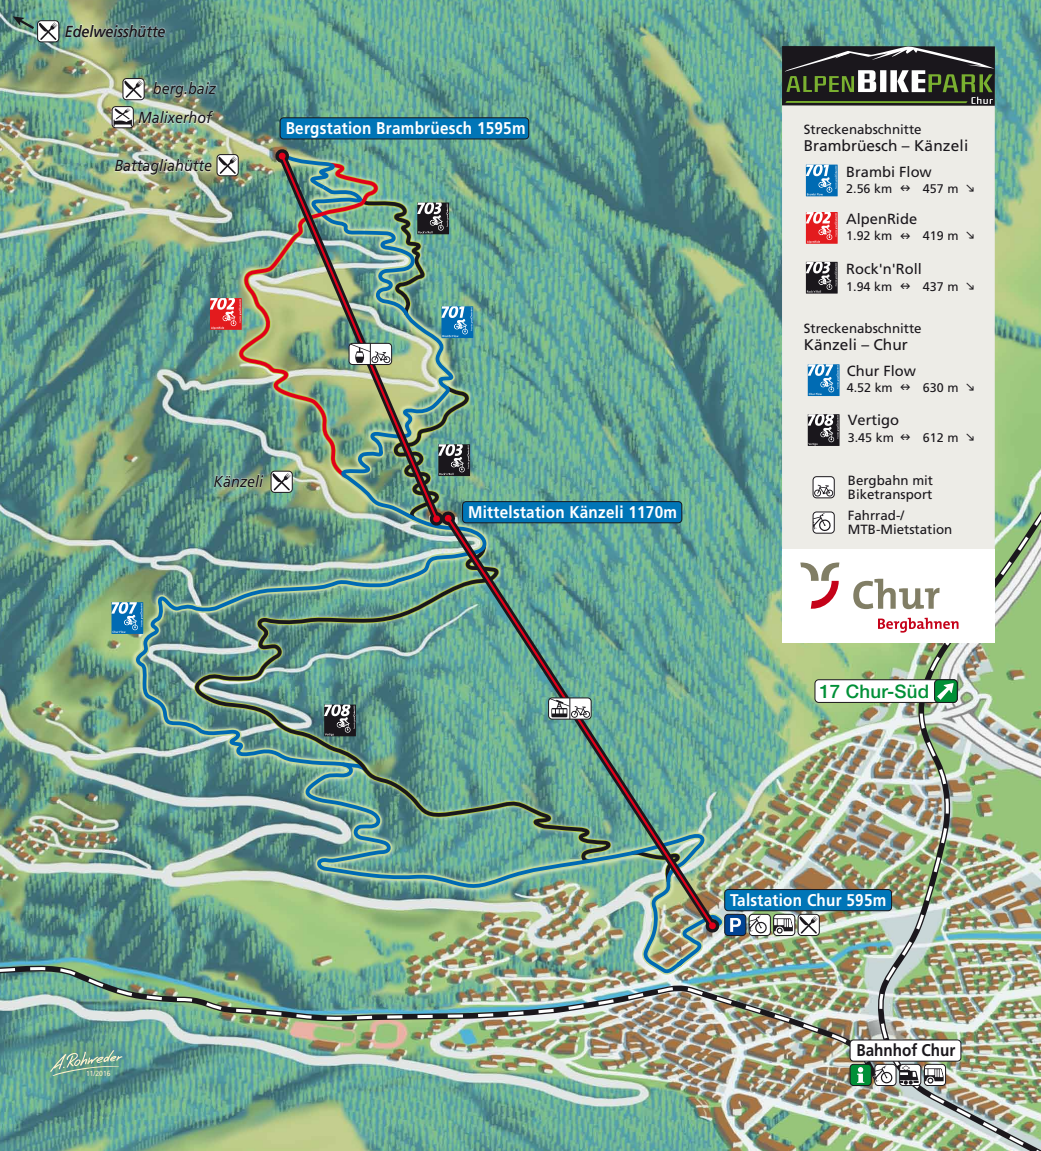 Edelweisshütte
berg.baiz
Malixerhof
Battagliahütte
Bergstation Brambrüesch 1595m
703
702
701
703
Känzeli
Mittelstation Känzeli 1170m
707
708
17 Chur-Süd
Talstation Chur 595m
P
Bahnhof Chur
i
A.Rohweder
11/2016
ALPENBIKEPARK
Chur
Streckenabschnitte
Brambrüesch – Känzeli
701 Brambi Flow
2.56 km ↔ 457 m ↘
702 AlpenRide
1.92 km ↔ 419 m ↘
703 Rock'n'Roll
1.94 km ↔ 437 m ↘
Streckenabschnitte
Känzeli – Chur
707 Chur Flow
4.52 km ↔ 630 m ↘
708 Vertigo
3.45 km ↔ 612 m ↘
Bergbahn mit
Biketransport
Fahrrad-/
MTB-Mietstation
Chur
Bergbahnen